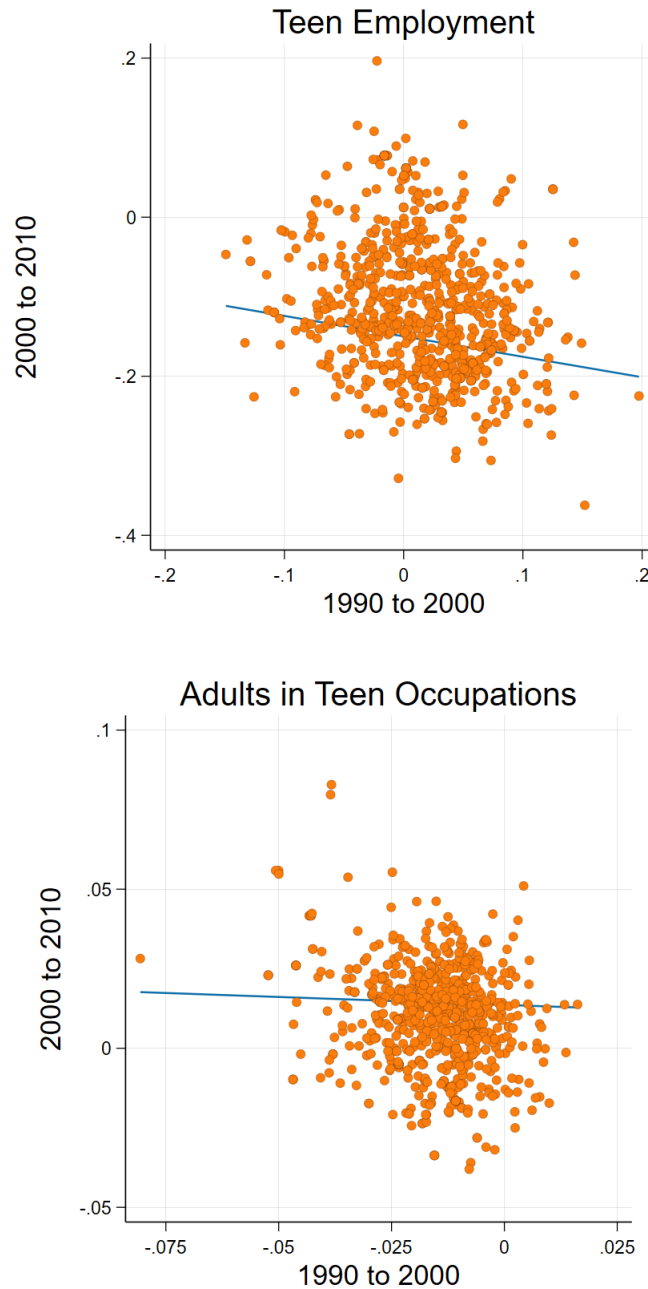 Teen Employment
.2
0
-.2
-.4
2000 to 2010
-.2 -.1 0 .1 .2
1990 to 2000
Adults in Teen Occupations
.1
.05
0
-.05
2000 to 2010
-.075 -.05 -.025 0 .025
1990 to 2000